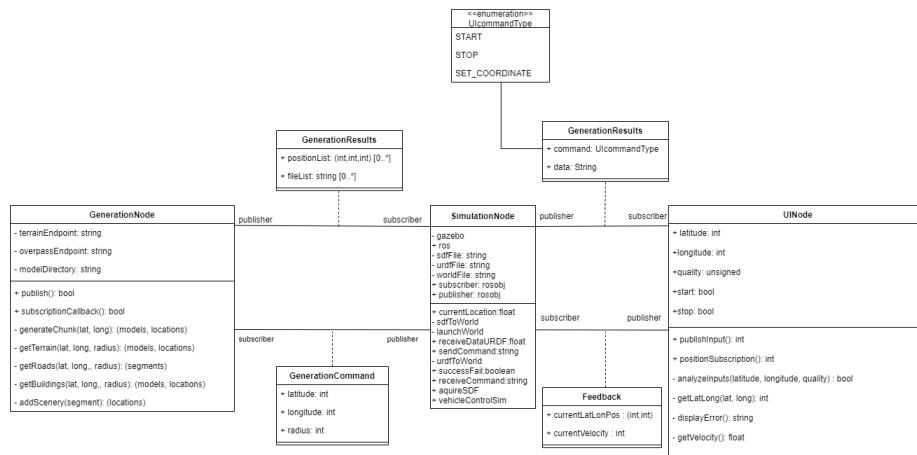 <<enumeration>>
UIcommandType
START
STOP
SET_COORDINATE
GenerationResults
+ positionList: (int,int,int) [0..*]
+ fileList: string [0..*]
GenerationResults
+ command: UIcommandType
+ data: String
publisher
subscriber
publisher
subscriber
GenerationNode
- terrainEndpoint: string
- overpassEndpoint: string
- modelDirectory: string
+ publish(): bool
+ subscriptionCallback(): bool
- generateChunk(lat, long): (models, locations)
- getTerrain(lat, long, radius): (models, locations)
- getRoads(lat, long,, radius): (segments)
- getBuildings(lat, long,, radius): (models, locations)
- addScenery(segment): (locations)
SimulationNode
- gazebo
+ ros
- sdfFile: string
- urdfFile: string
- worldFile: string
+ subscriber: rosobj
+ publisher: rosobj
+ currentLocation:float
- sdfToWorld
- launchWorld
+ receiveDataURDF:float
+ sendCommand:string
- urdfToWorld
+ successFail:boolean
+ receiveCommand:string
+ aquireSDF
+ vehicleControlSim
UINode
+ latitude: int
+longitude: int
+quality: unsigned
+start: bool
+stop: bool
+ publishInput(): int
+ positionSubscription(): int
- analyzeInputs(latitude, longitude, quality) : bool
- getLatLong(lat, long): int
- displayError(): string
- getVelocity(): float
subscriber
publisher
subscriber
publisher
GenerationCommand
+ latitude: int
+ longitude: int
+ radius: int
Feedback
+ currentLatLonPos : (int,int)
+ currentVelocity : int